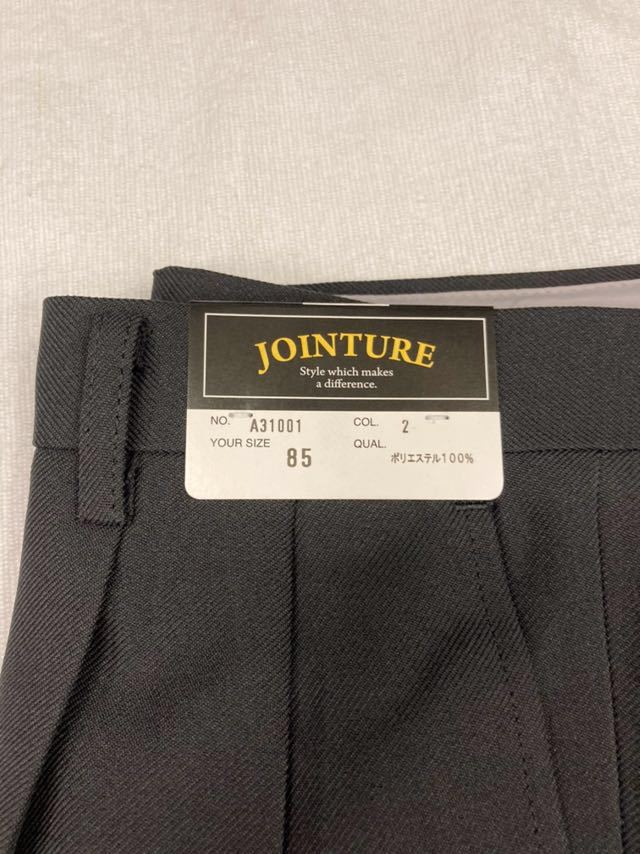 JOINTURE
Style which makes
a difference.
NO. A31001 COL. 2
YOUR SIZE 85 QUAL. ポリエステル100%